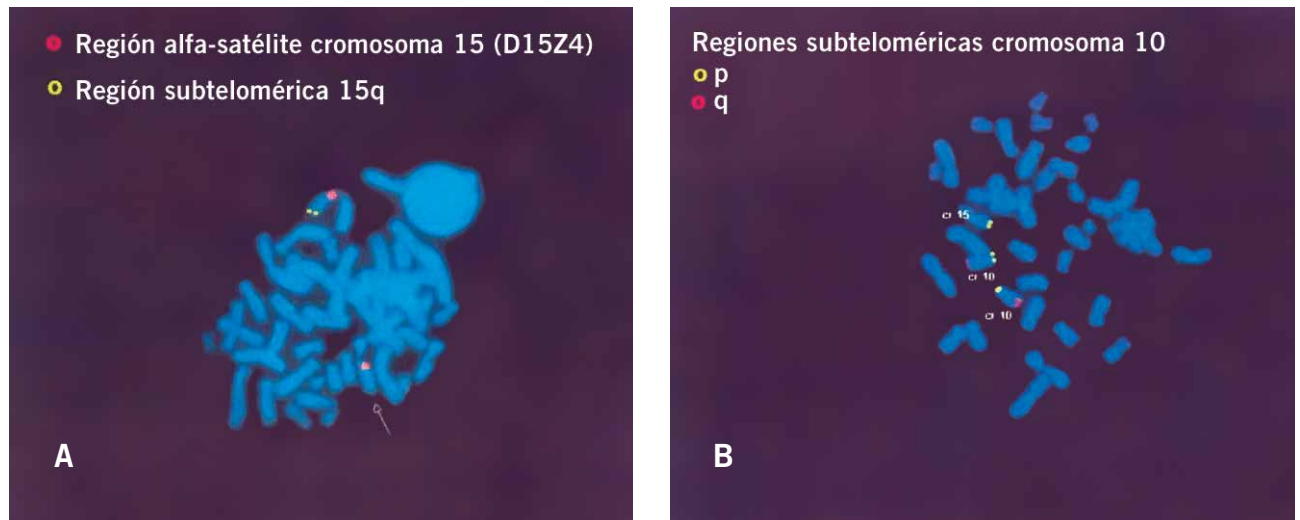 Región alfa-satélite cromosoma 15 (D15Z4)
Región subtelomérica 15q
A
Regiones subteloméricas cromosoma 10
p
q
cr 15
cr 10
cr 10
B